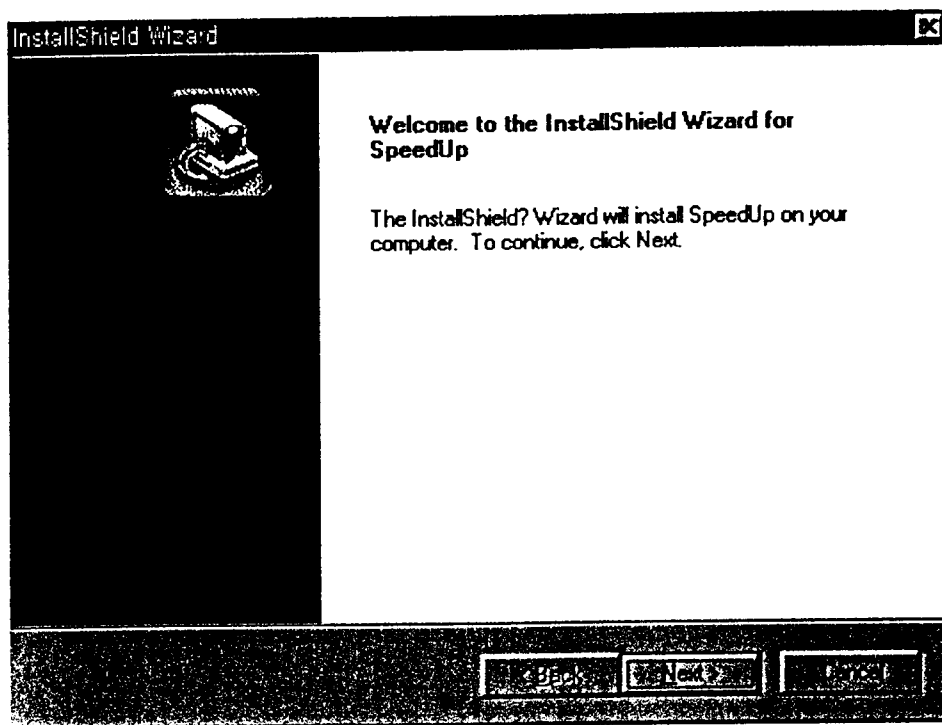 InstallShield Wizard
Welcome to the InstallShield Wizard for
SpeedUp
The InstallShield? Wizard will install SpeedUp on your
computer. To continue, click Next.
< Back
Next >
Cancel